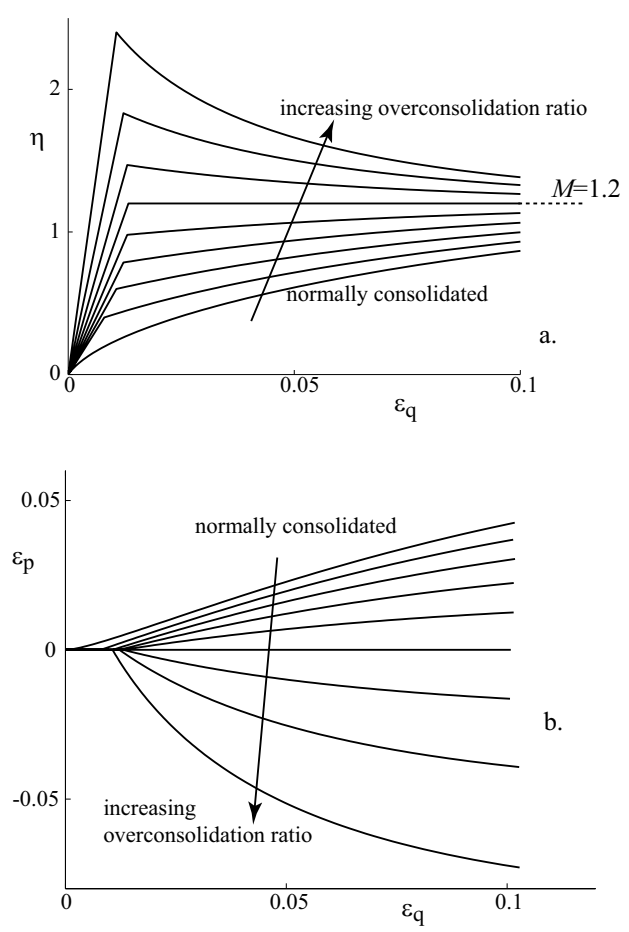 2
η
increasing overconsolidation ratio
M=1.2
1
normally consolidated
a.
0
0
0.05
0.1
εq
0.05
normally consolidated
εp
0
b.
-0.05
increasing
overconsolidation ratio
0
0.05
0.1
εq